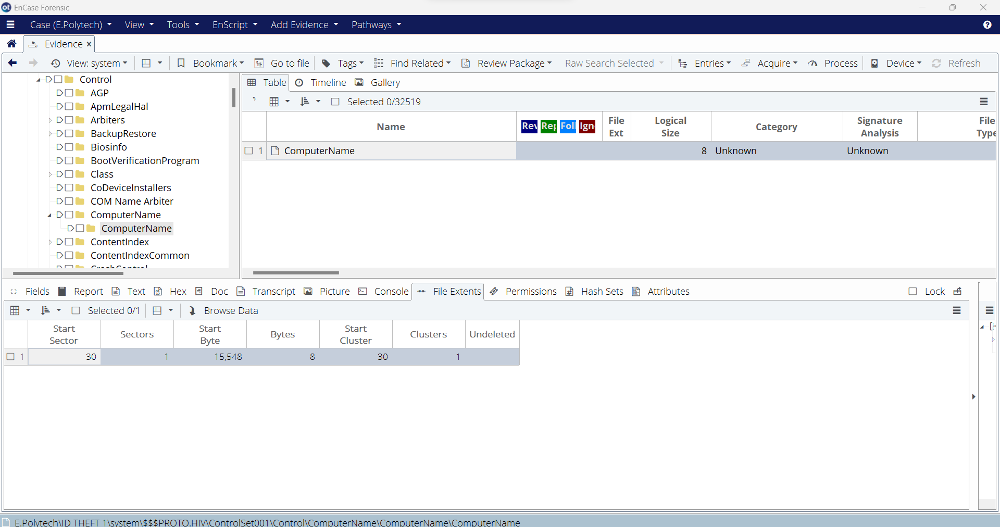 EnCase Forensic
Case (E.Polytech) View Tools EnScript Add Evidence Pathways
Evidence
View: system Bookmark Go to file Tags Find Related Review Package Raw Search Selected Entries Acquire Process Device Refresh
Control
AGP
ApmLegalHal
Arbiters
BackupRestore
Biosinfo
BootVerificationProgram
Class
CoDeviceInstallers
COM Name Arbiter
ComputerName
ComputerName
ContentIndex
ContentIndexCommon
Table Timeline Gallery
Selected 0/32519
Name Rev Rep Foll Ign File Ext Logical Size Category Signature Analysis File Type
1 ComputerName 8 Unknown Unknown
Fields Report Text Hex Doc Transcript Picture Console File Extents Permissions Hash Sets Attributes Lock
Selected 0/1 Browse Data
Start Sector Sectors Start Byte Bytes Start Cluster Clusters Undeleted
1 30 1 15,548 8 30 1
E.Polytech\ID THEFT 1\system\$$$PROTO.HIV\ControlSet001\Control\ComputerName\ComputerName\ComputerName